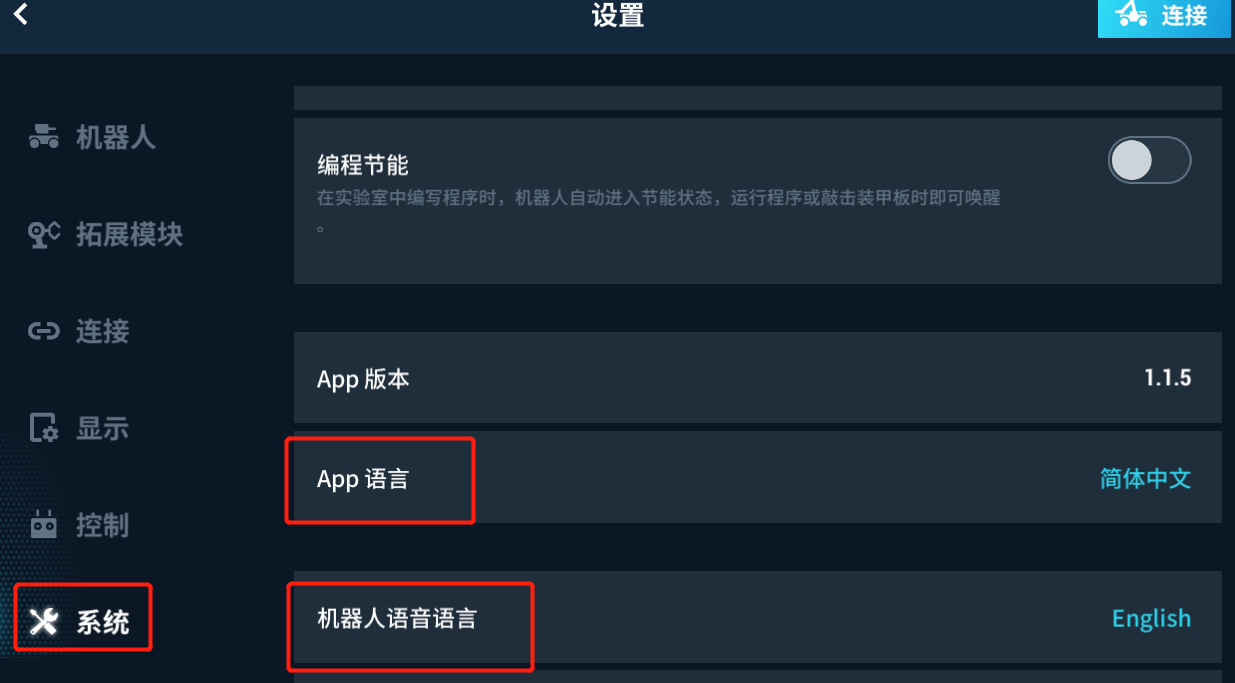 设置
连接
机器人
拓展模块
连接
显示
控制
系统
编程节能
在实验室中编写程序时，机器人自动进入节能状态，运行程序或敲击装甲板时即可唤醒
。
App 版本
1.1.5
App 语言
简体中文
机器人语音语言
English